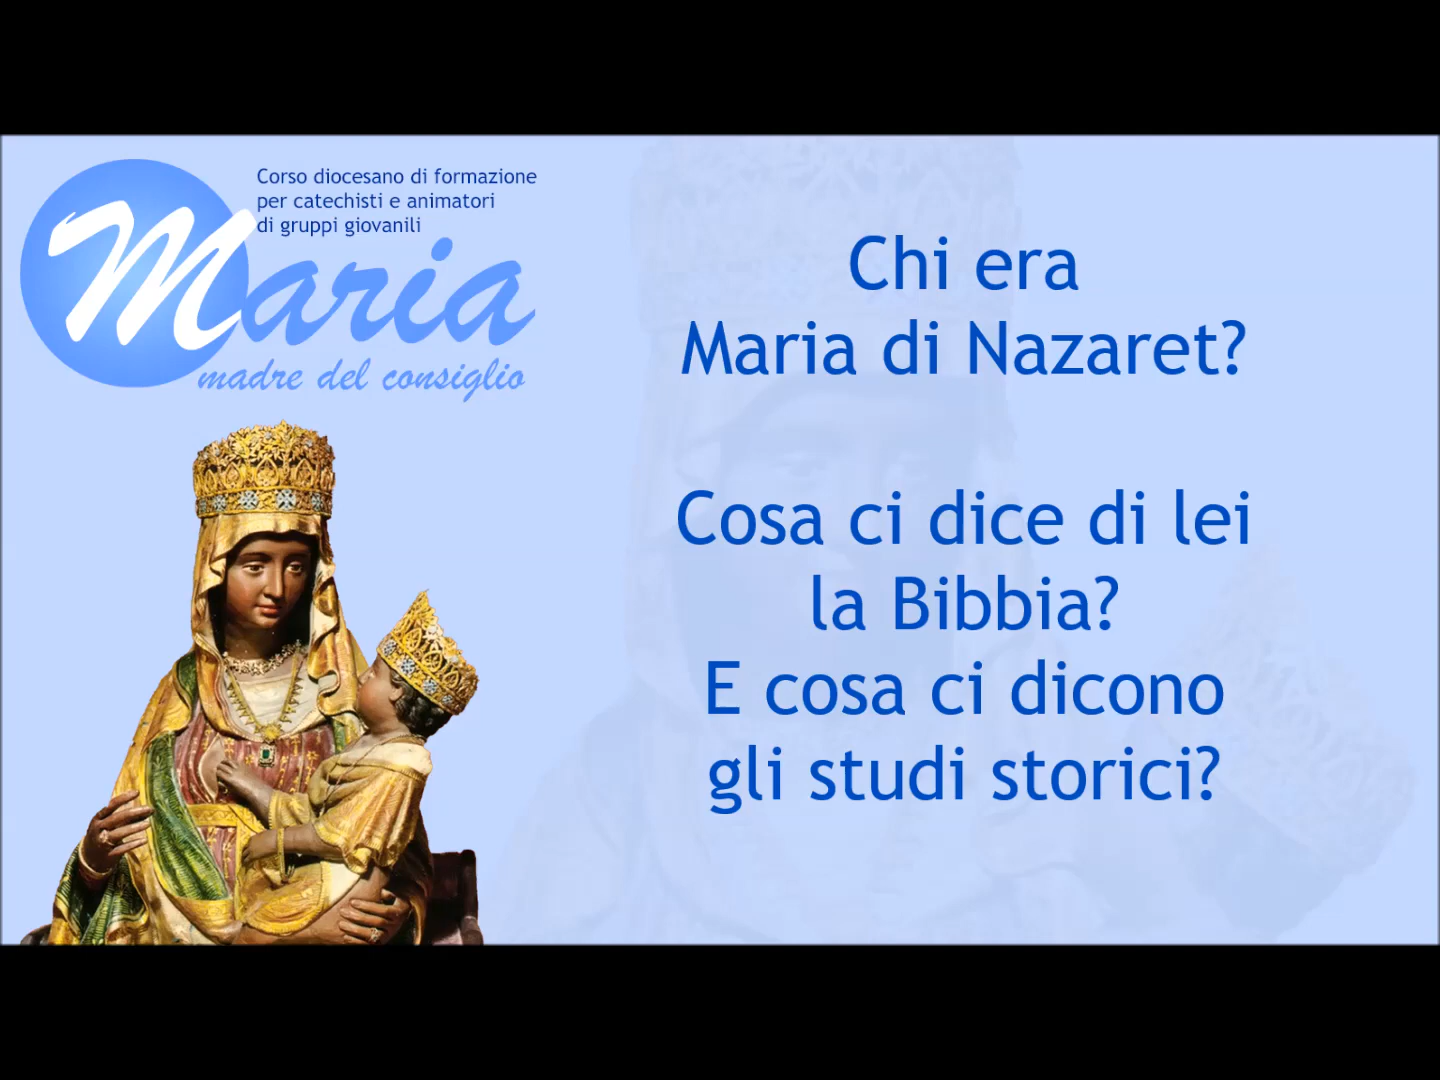 Corso diocesano di formazione
per catechisti e animatori
di gruppi giovanili
Maria
madre del consiglio
Chi era
Maria di Nazaret?
Cosa ci dice di lei
la Bibbia?
E cosa ci dicono
gli studi storici?